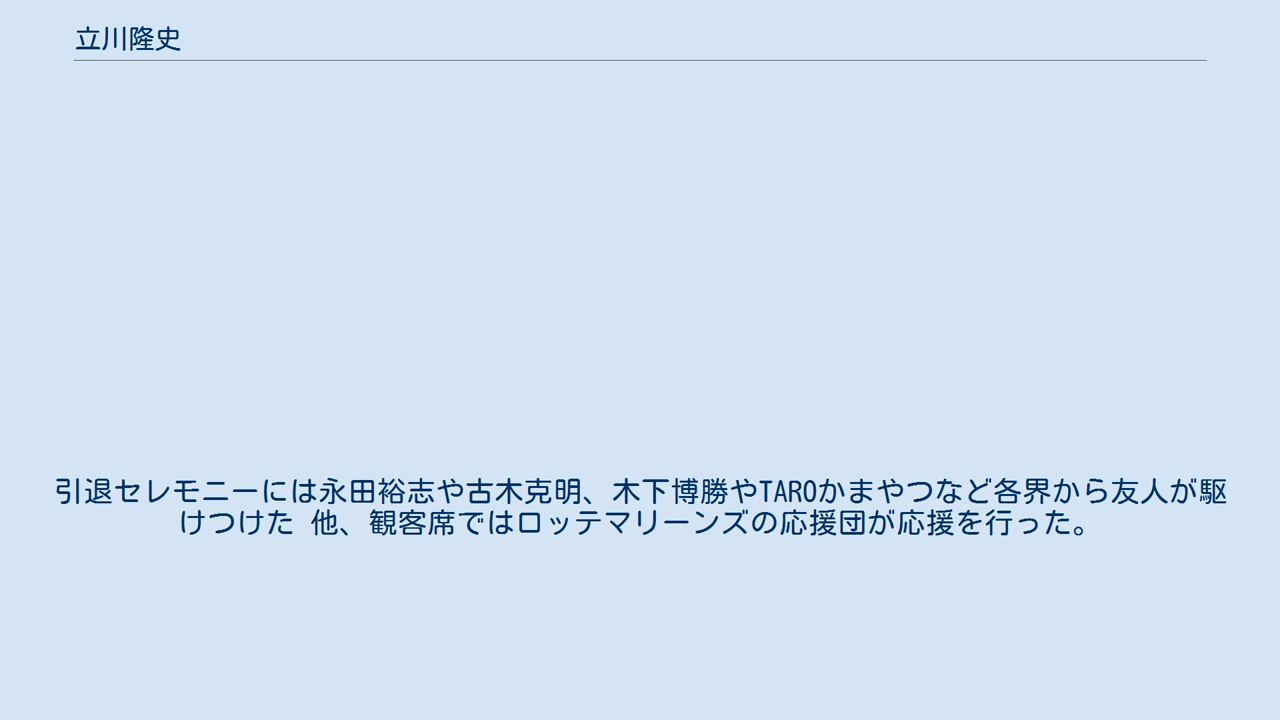 立川隆史
引退セレモニーには永田裕志や古木克明、木下博勝やTAROかまやつなど各界から友人が駆
けつけた 他、観客席ではロッテマリーンズの応援団が応援を行った。